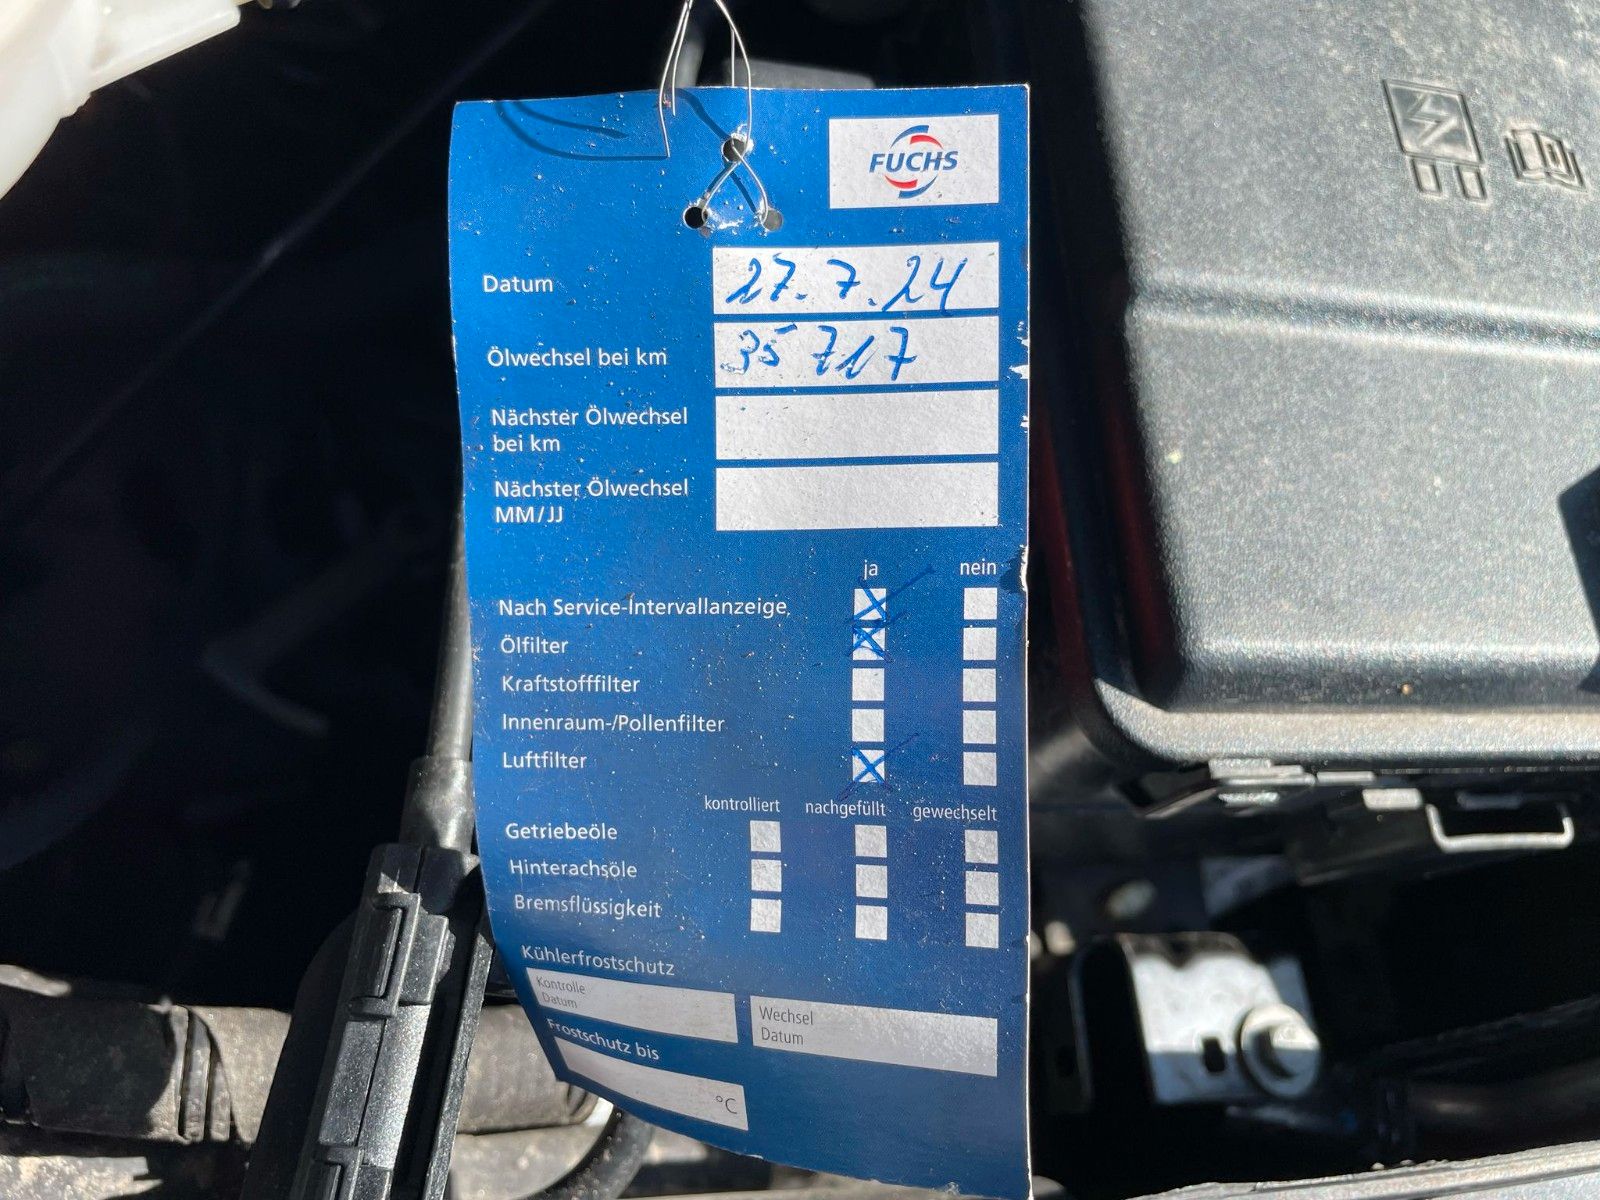 FUCHS
Datum 27.7.24
Ölwechsel bei km 35 717
Nächster Ölwechsel
bei km
Nächster Ölwechsel
MM/JJ
ja nein
Nach Service-Intervallanzeige
Ölfilter
Kraftstofffilter
Innenraum-/Pollenfilter
Luftfilter
kontrolliert nachgefüllt gewechselt
Getriebeöle
Hinterachsöle
Bremsflüssigkeit
Kühlerfrostschutz
Kontrolle
Datum
Wechsel
Datum
Frostschutz bis
°C